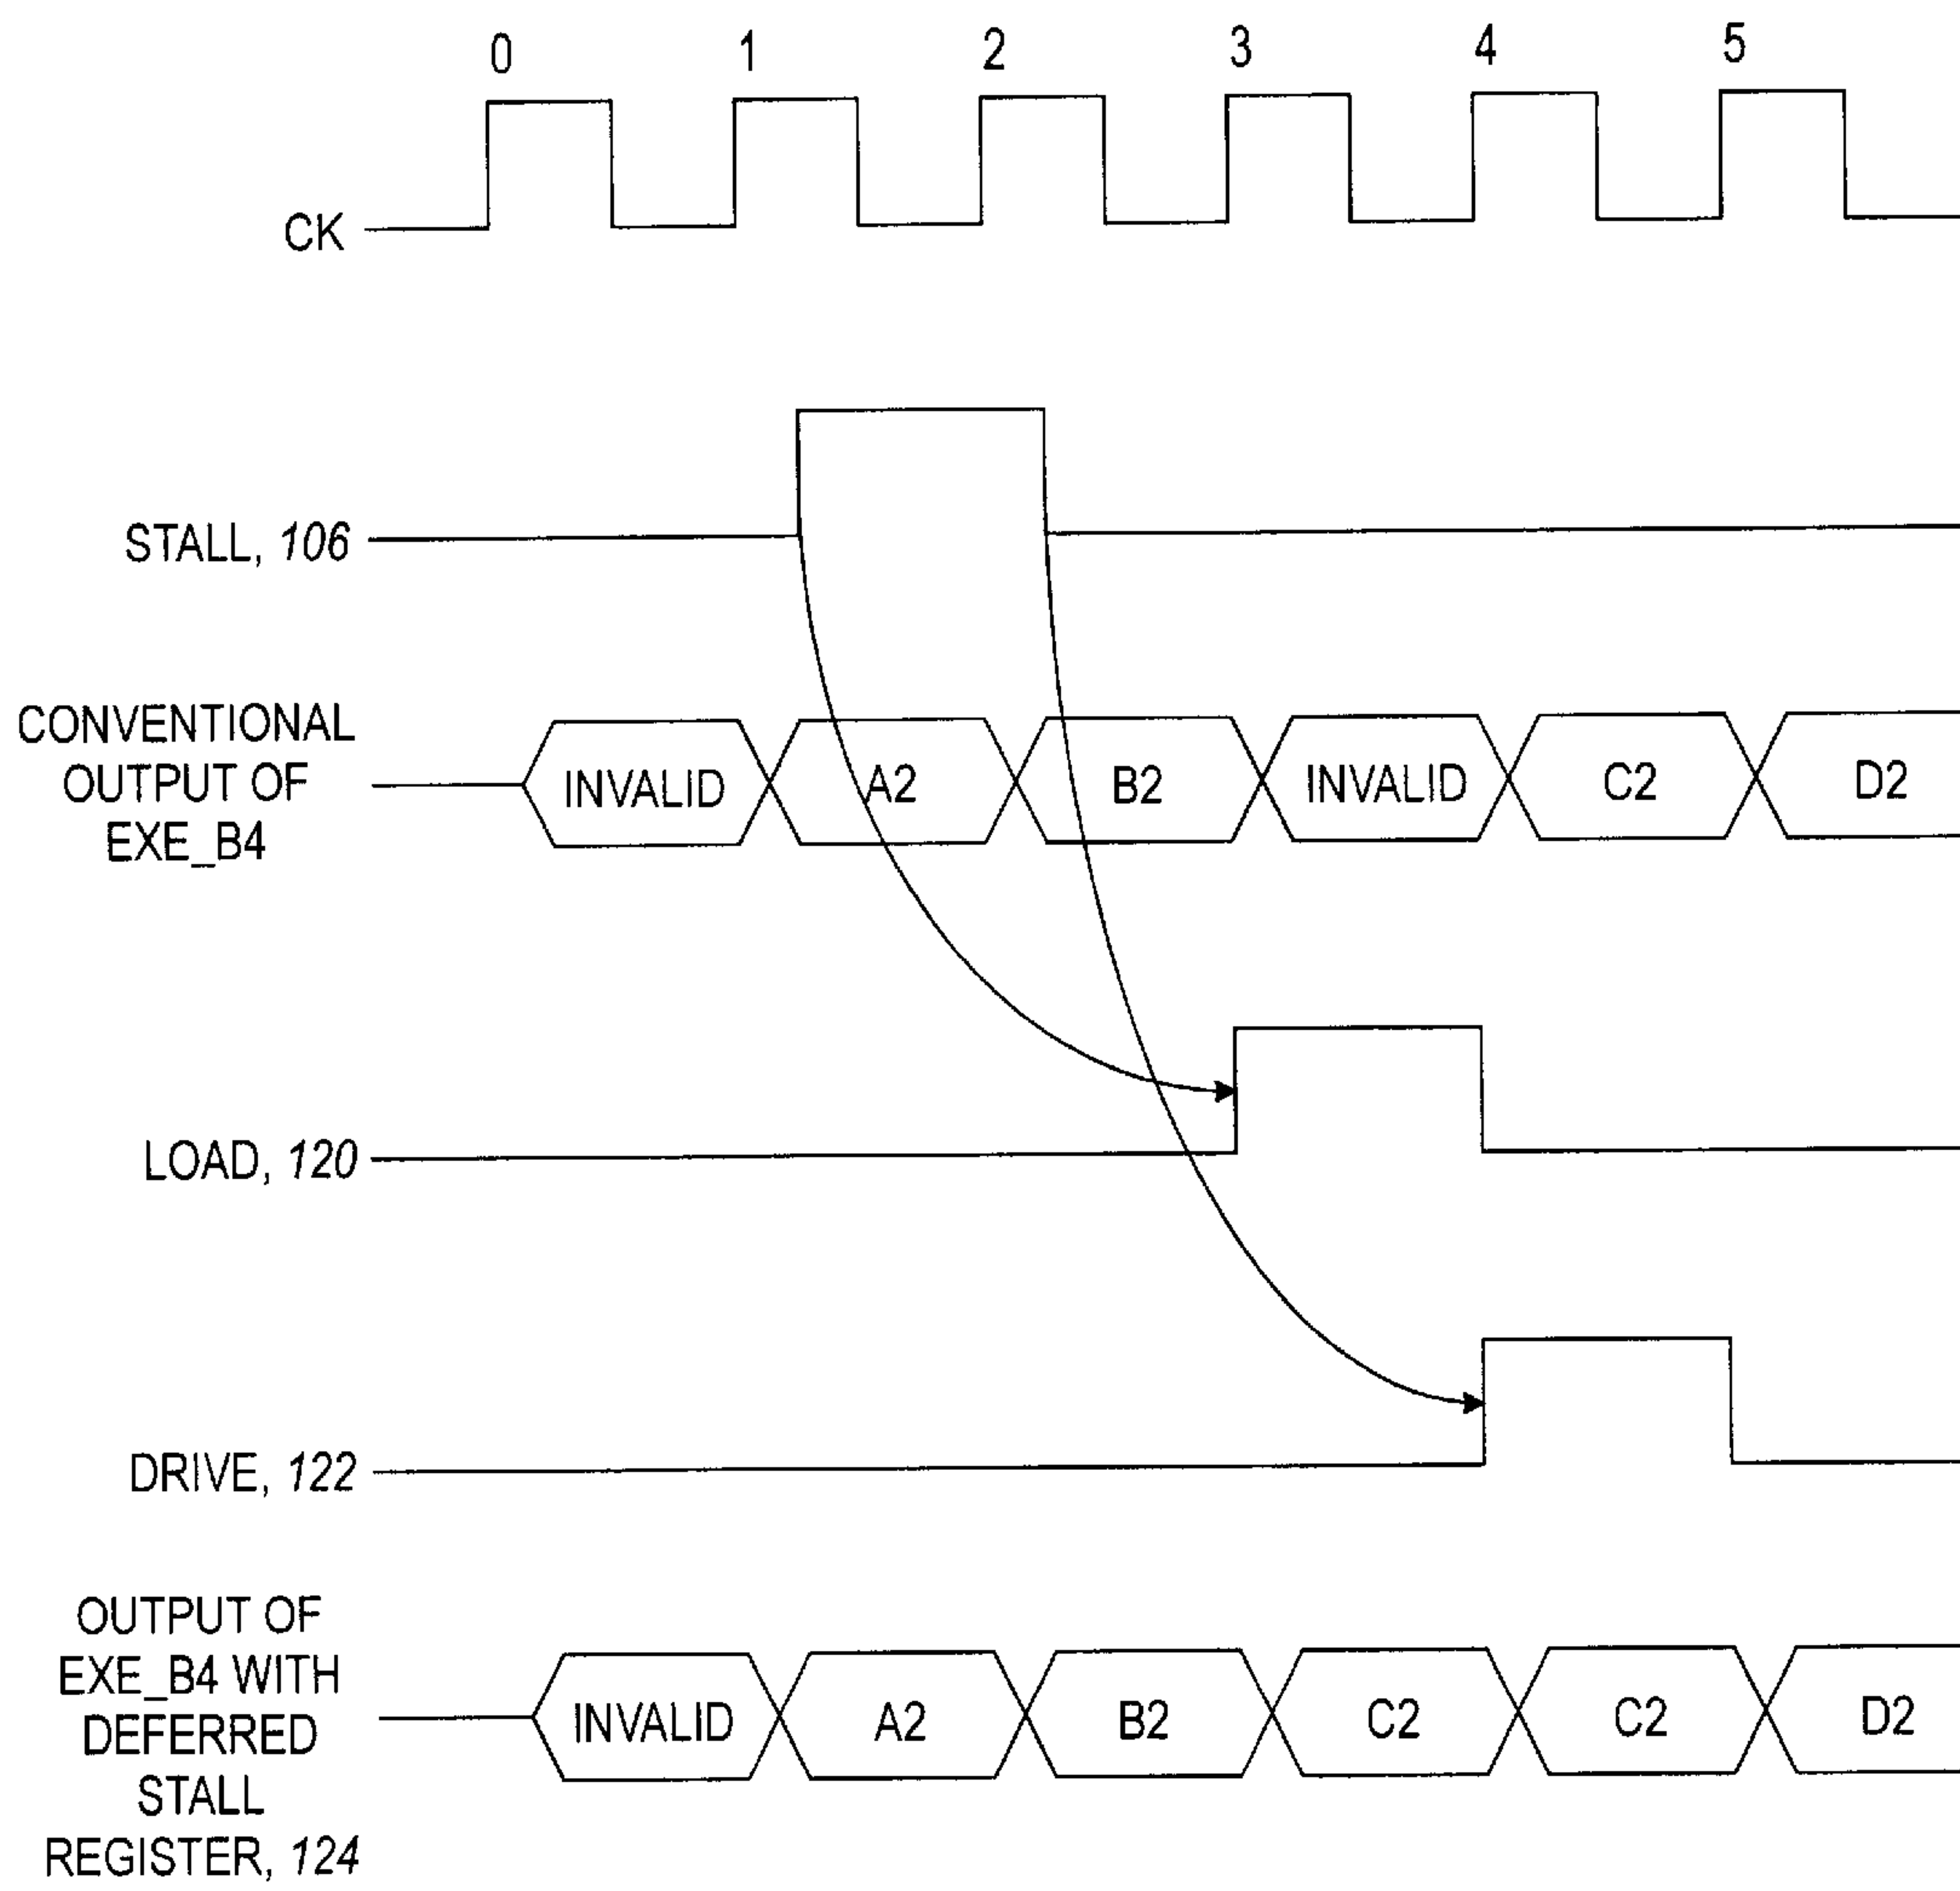 0 1 2 3 4 5
CK
STALL, 106
CONVENTIONAL
OUTPUT OF
EXE_B4
INVALID A2 B2 INVALID C2 D2
LOAD, 120
DRIVE, 122
OUTPUT OF
EXE_B4 WITH
DEFERRED
STALL
REGISTER, 124
INVALID A2 B2 C2 C2 D2